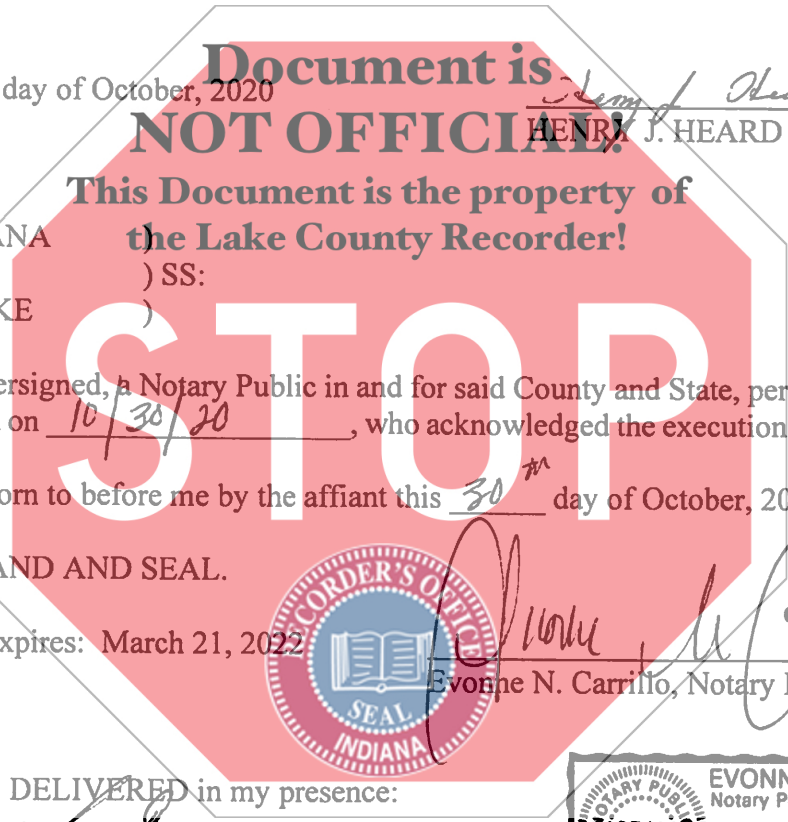 Document is
day of October, 2020
NOT OFFICIAL!
HENRY J. HEARD
This Document is the property of
ANA ) the Lake County Recorder!
) SS:
KE )
STOP
ersigned, a Notary Public in and for said County and State, per
on 10/30/20, who acknowledged the execution
orn to before me by the affiant this 30th day of October, 20
AND AND SEAL.
RECORDER'S OFFICE
SEAL
INDIANA
xpires: March 21, 2022
Evonne N. Carrillo, Notary
DELIVERED in my presence:
NOTARY PUBLIC
EVONN
Notary P